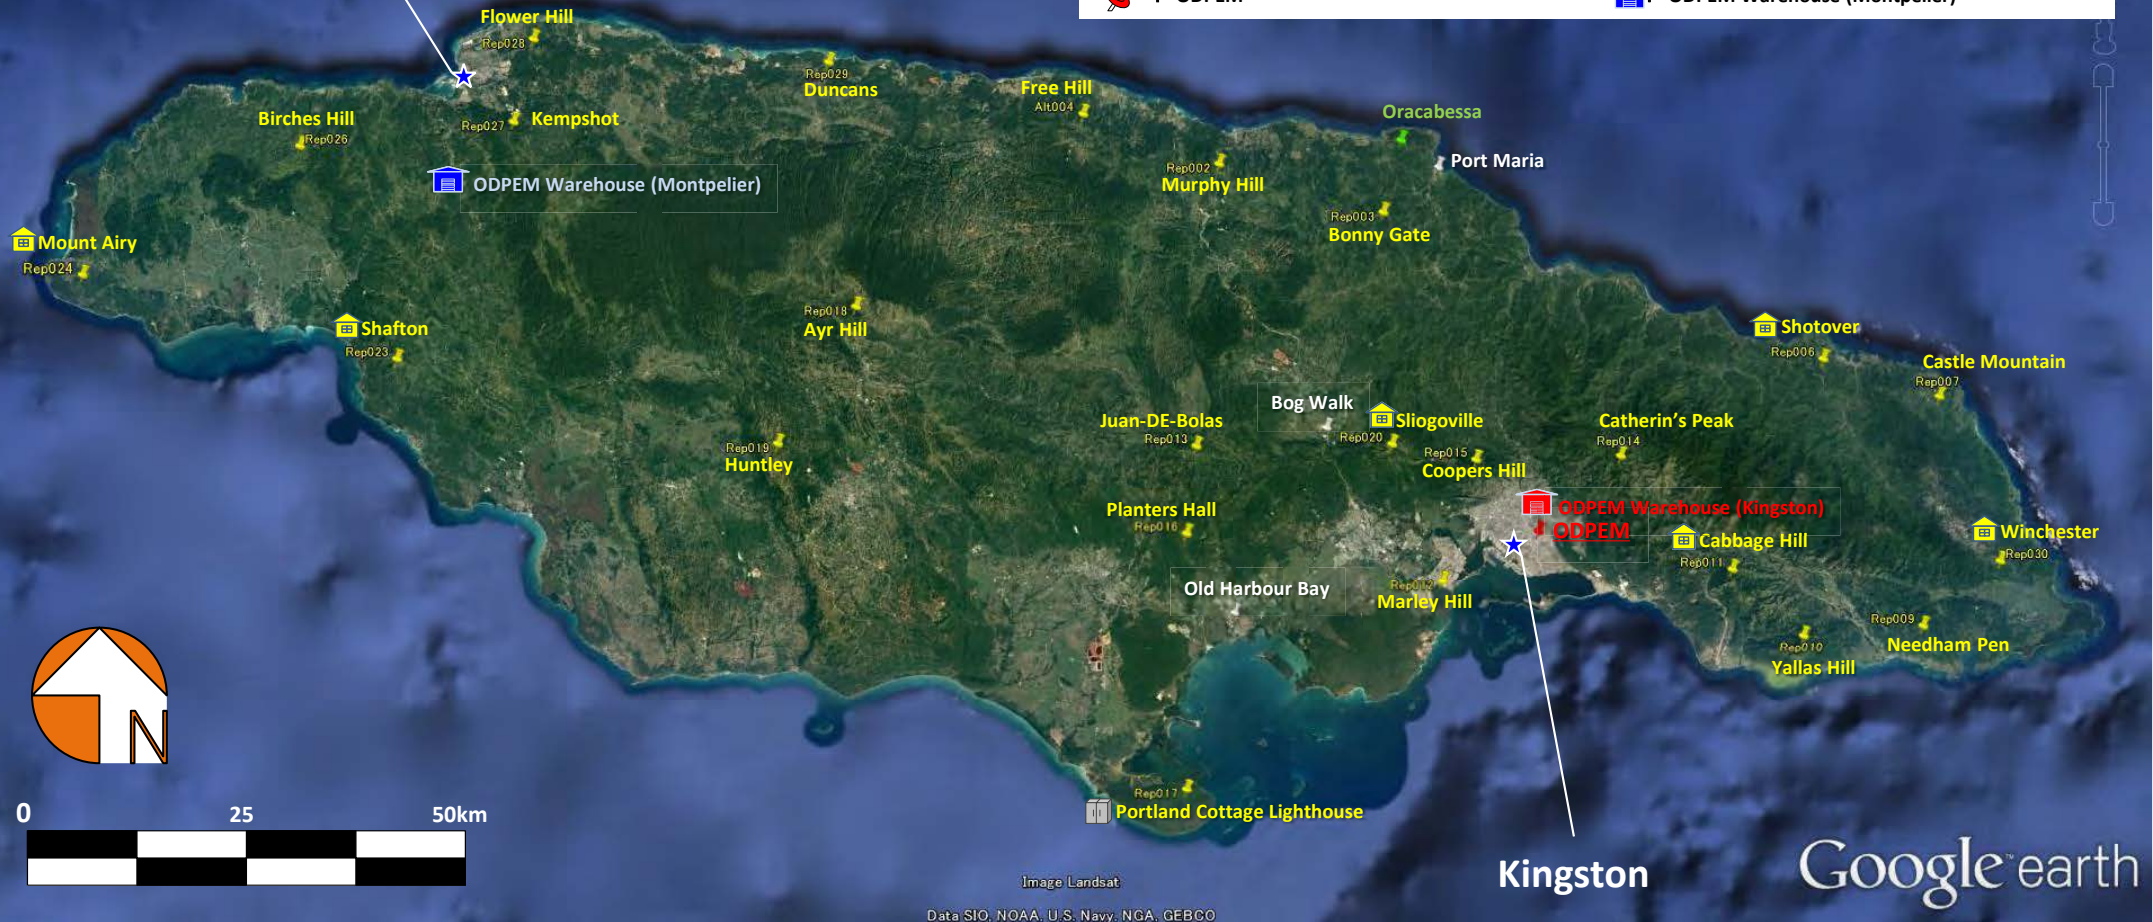 : ODPEM
: ODPEM Warehouse (Montpelier)
Flower Hill
Rep028
Rep029
Duncans
Free Hill
Alt004
Oracabessa
Birches Hill
Rep026
Rep027
Kempshot
Port Maria
Rep002
Murphy Hill
ODPEM Warehouse (Montpelier)
Rep003
Bonny Gate
Mount Airy
Rep024
Rep018
Ayr Hill
Shafton
Rep023
Shotover
Rep006
Castle Mountain
Rep007
Bog Walk
Juan-DE-Bolas
Rep013
Sliogoville
Rep020
Catherin's Peak
Rep014
Rep019
Huntley
Rep015
Coopers Hill
Planters Hall
Rep016
ODPEM Warehouse (Kingston)
ODPEM
Cabbage Hill
Rep011
Winchester
Rep030
Old Harbour Bay
Rep012
Marley Hill
Rep009
Needham Pen
Rep010
Yallas Hill
N
Rep017
Portland Cottage Lighthouse
0 25 50km
Kingston
Google earth
Image Landsat
Data SIO, NOAA, U.S. Navy, NGA, GEBCO